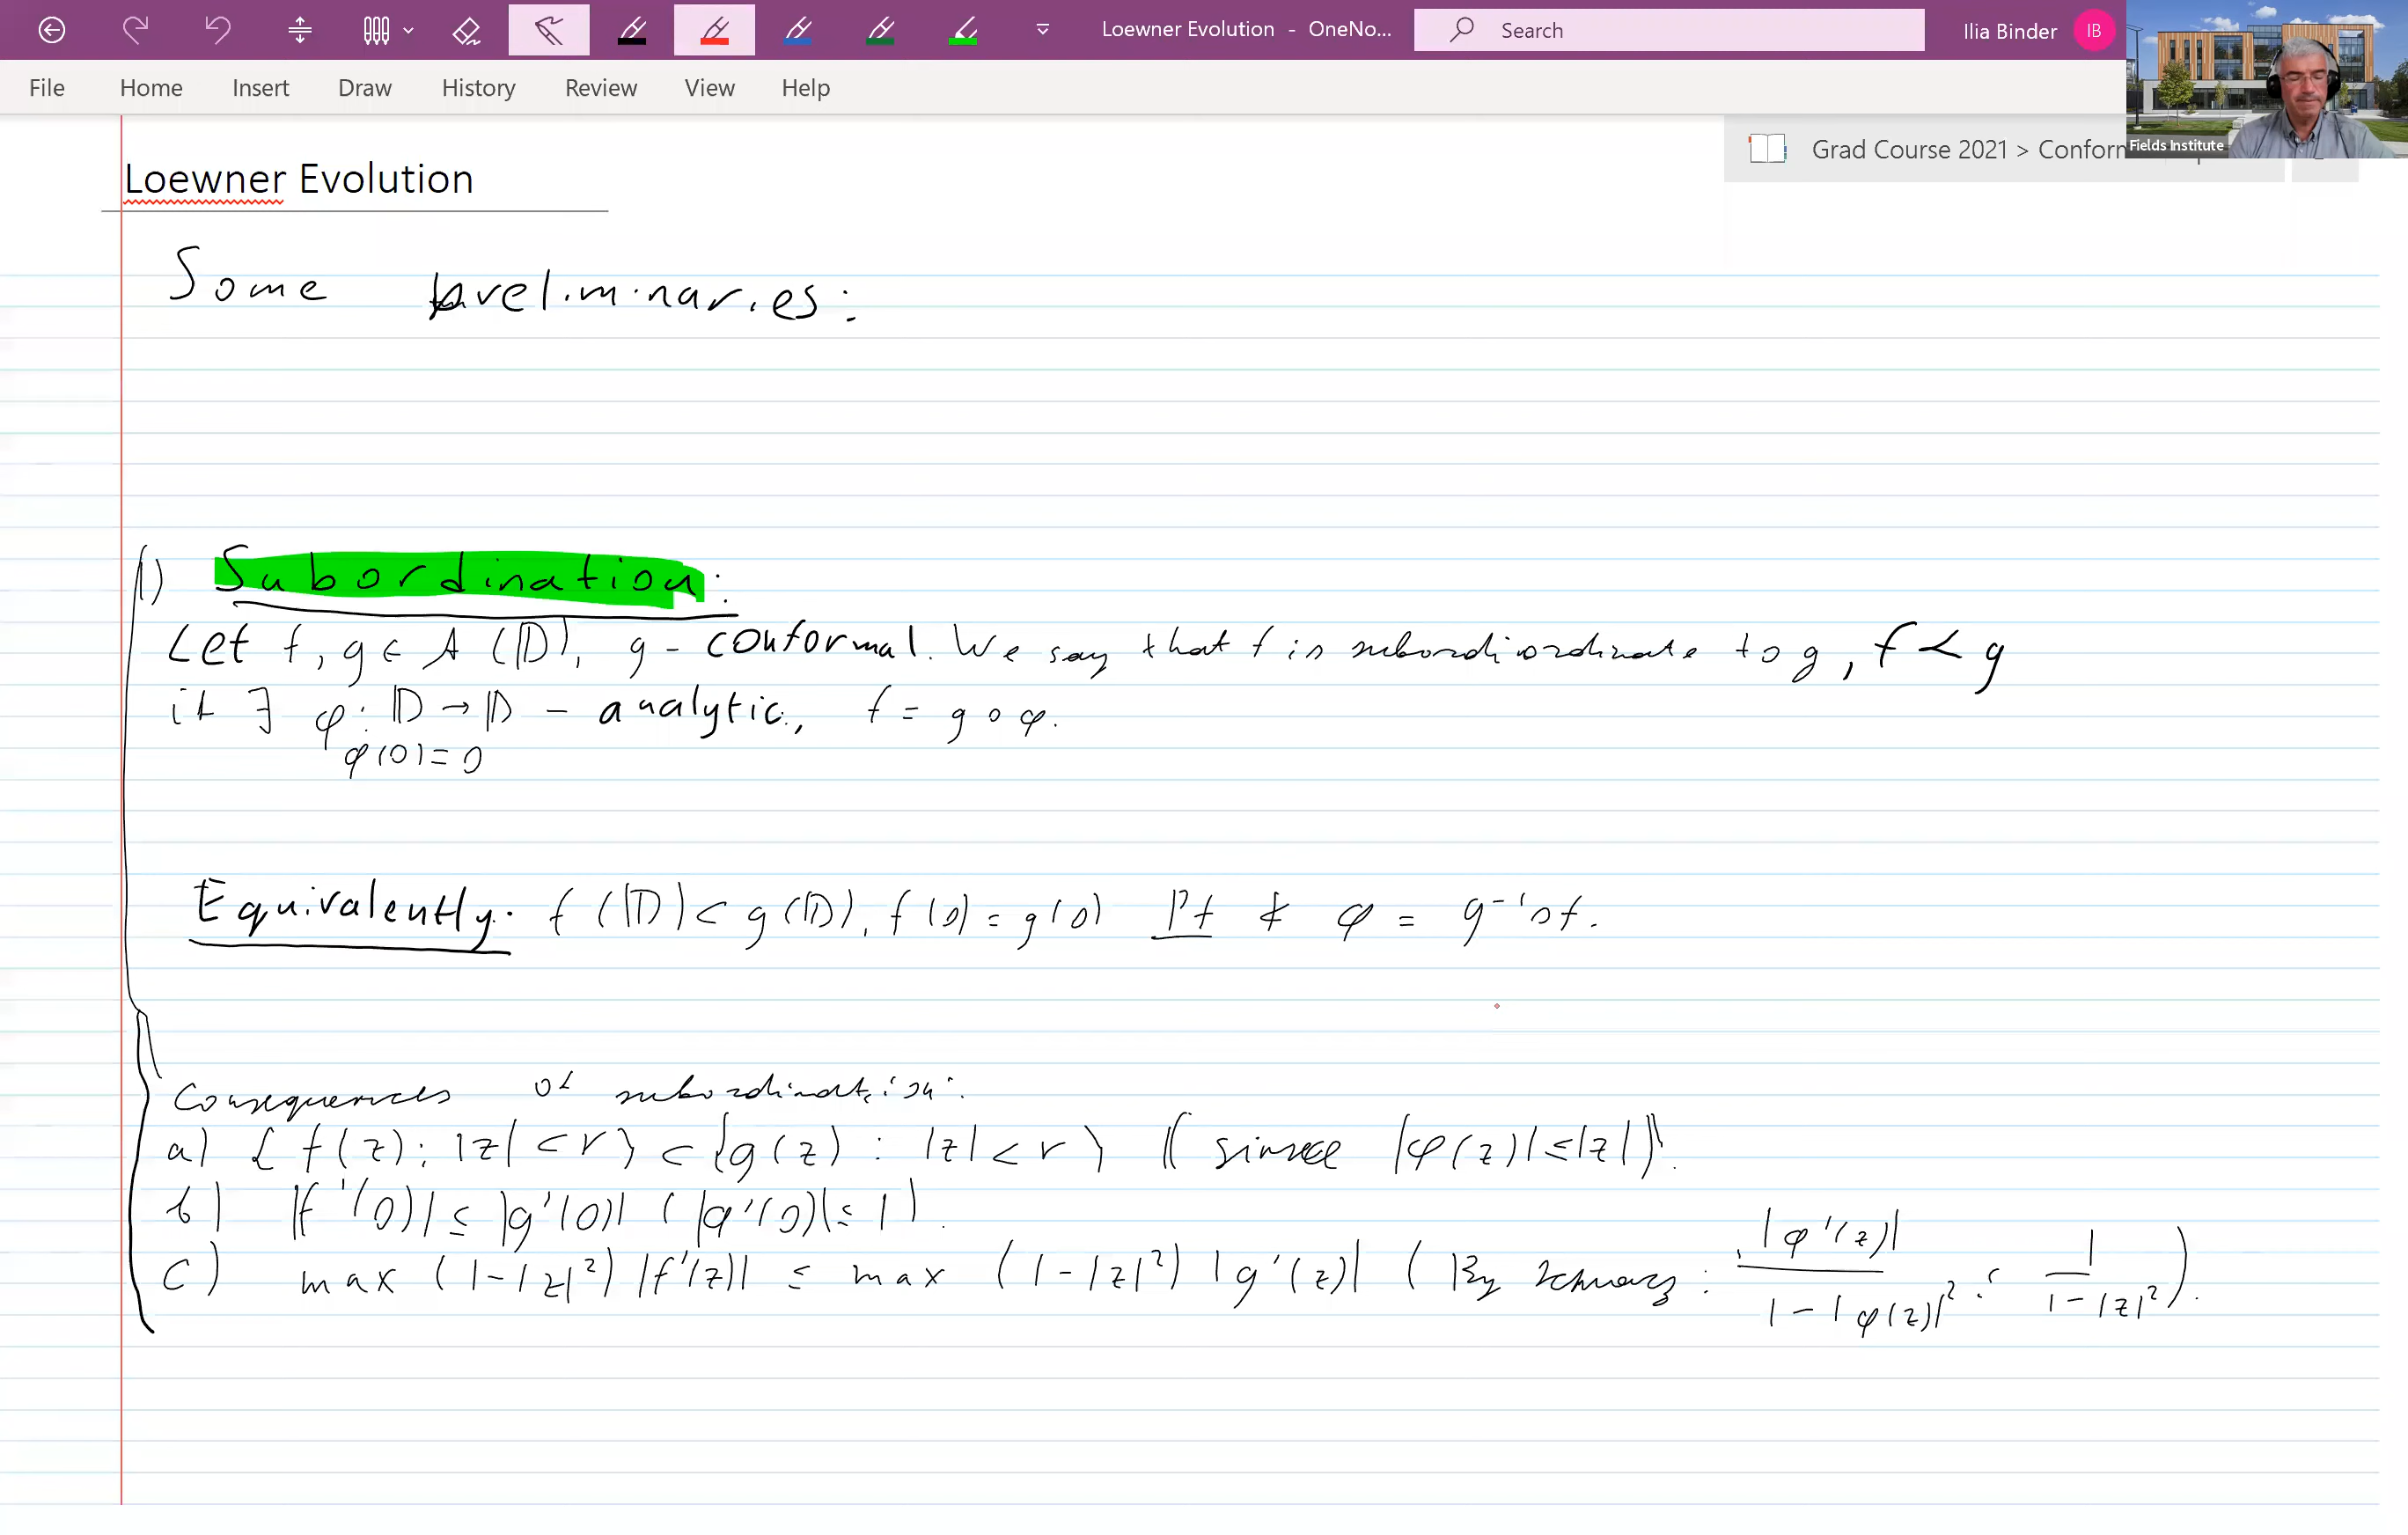 Loewner Evolution - OneNo...
Search
Ilia Binder
IB
File Home Insert Draw History Review View Help
Fields Institute
Grad Course 2021 > Conform
Loewner Evolution
Some preliminaries:
1) Subordination:
Let f, g ∈ A(𝔻), g - conformal. We say that f is subordiordinate to g, f < g
if ∃ φ: 𝔻 → 𝔻 - analytic, f = g ∘ φ.
φ(0)=0
Equivalently. f(𝔻) ⊂ g(𝔻), f(0) = g(0) Pf φ = g⁻¹∘f.
Consequences of subordination:
a) {f(z): |z|<r} ⊂ {g(z): |z|<r} (since |φ(z)|≤|z|).
b) |f'(0)| ≤ |g'(0)| (|φ'(0)|≤1).
c) max (1-|z|²) |f'(z)| ≤ max (1-|z|²) |g'(z)| (By Schwarz: |φ'(z)| / (1-|φ(z)|²) ≤ 1 / (1-|z|²)).